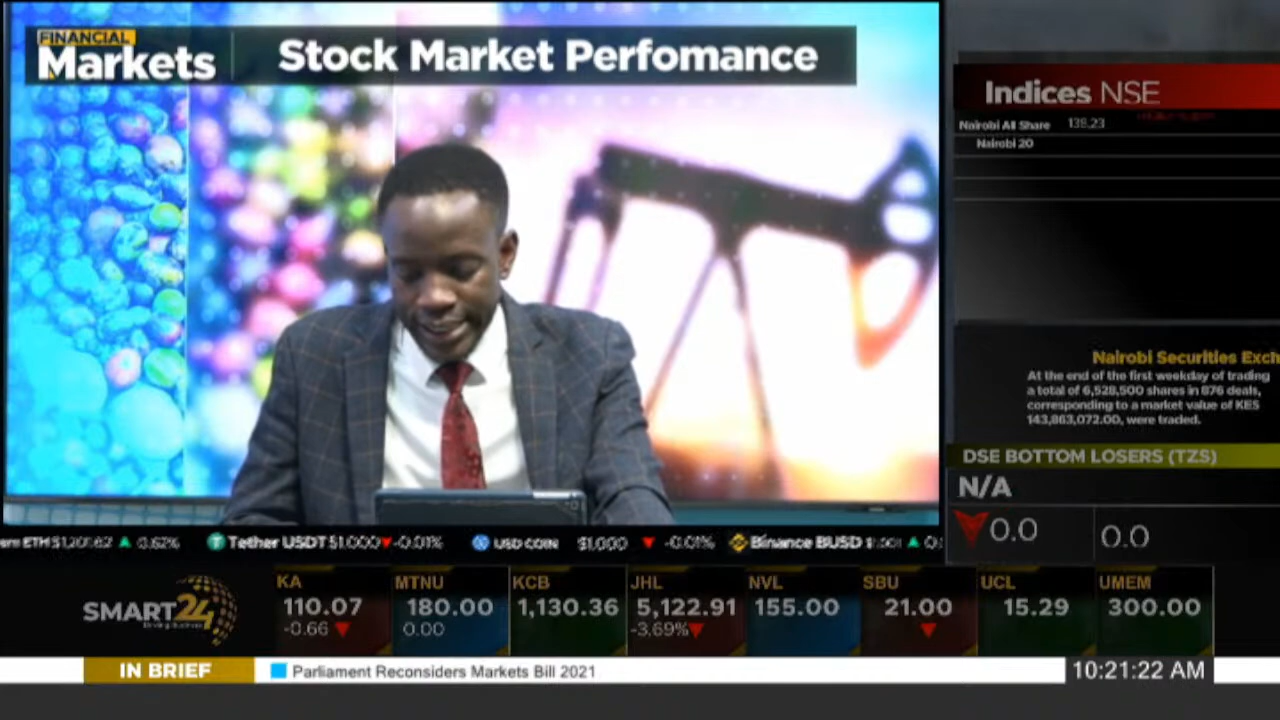 FINANCIAL
Markets
Stock Market Perfomance
Indices NSE
Nairobi All Share
Nairobi 20
Nairobi Securities Exch
At the end of the first weekday of trading
a total of 6,528,500 shares in 876 deals,
corresponding to a market value of KES
143,863,072.00, were traded.
DSE BOTTOM LOSERS (TZS)
N/A
0.0 0.0
ETH 0.62% Tether USDT $1.000 -0.01% USD COIN $1.000 -0.01% Binance BUSD
KA MTNU KCB JHL NVL SBU UCL UMEM
110.07 180.00 1,130.36 5,122.91 155.00 21.00 15.29 300.00
-0.66 0.00 -3.69%
SMART24
IN BRIEF Parliament Reconsiders Markets Bill 2021 10:21:22 AM